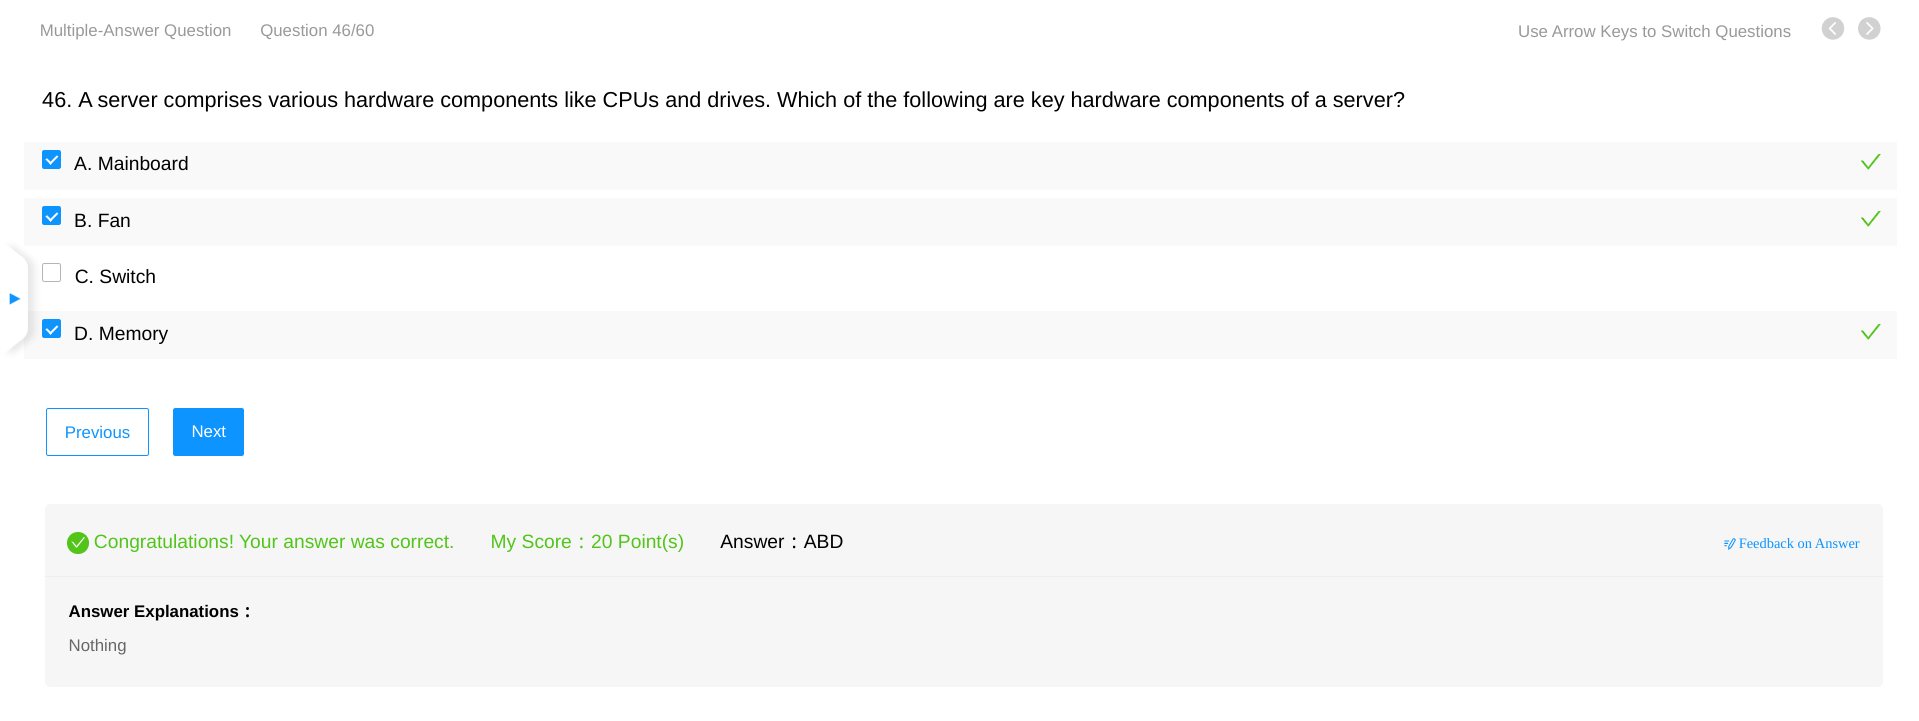 Multiple-Answer Question Question 46/60 Use Arrow Keys to Switch Questions
46. A server comprises various hardware components like CPUs and drives. Which of the following are key hardware components of a server?
A. Mainboard
B. Fan
C. Switch
D. Memory
Previous Next
Congratulations! Your answer was correct. My Score：20 Point(s) Answer：ABD Feedback on Answer
Answer Explanations：
Nothing